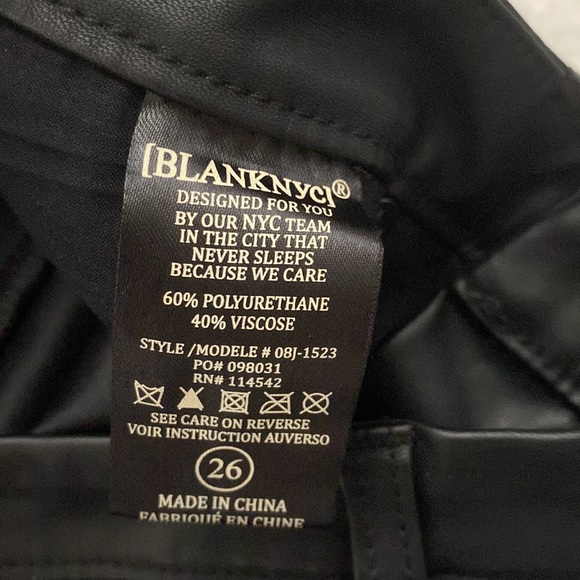 [BLANKNYC]®
DESIGNED FOR YOU
BY OUR NYC TEAM
IN THE CITY THAT
NEVER SLEEPS
BECAUSE WE CARE
60% POLYURETHANE
40% VISCOSE
STYLE /MODELE # 08J-1523
PO# 098031
RN# 114542
SEE CARE ON REVERSE
VOIR INSTRUCTION AUVERSO
26
MADE IN CHINA
FABRIQUÉ EN CHINE